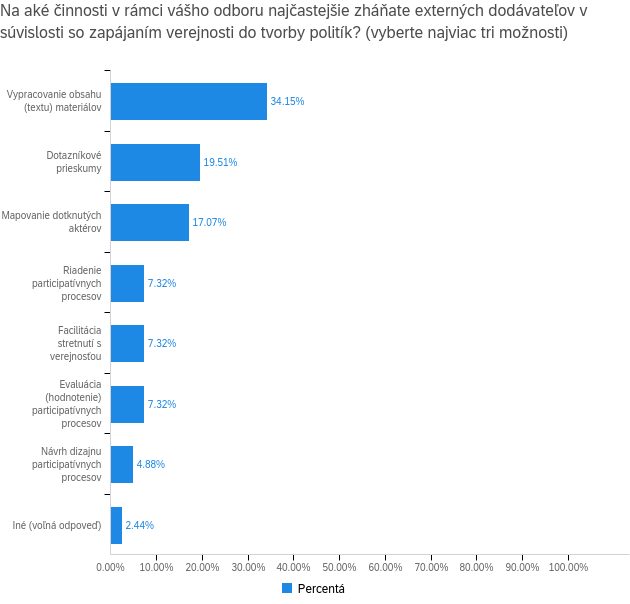 Na aké činnosti v rámci vášho odboru najčastejšie zháňate externých dodávateľov v
súvislosti so zapájaním verejnosti do tvorby politík? (vyberte najviac tri možnosti)
Vypracovanie obsahu
(textu) materiálov
34.15%
Dotazníkové
prieskumy
19.51%
Mapovanie dotknutých
aktérov
17.07%
Riadenie
participatívnych
procesov
7.32%
Facilitácia
stretnutí s
verejnosťou
7.32%
Evaluácia
(hodnotenie)
participatívnych
procesov
7.32%
Návrh dizajnu
participatívnych
procesov
4.88%
Iné (voľná odpoveď)
2.44%
0.00% 10.00% 20.00% 30.00% 40.00% 50.00% 60.00% 70.00% 80.00% 90.00% 100.00%
Percentá